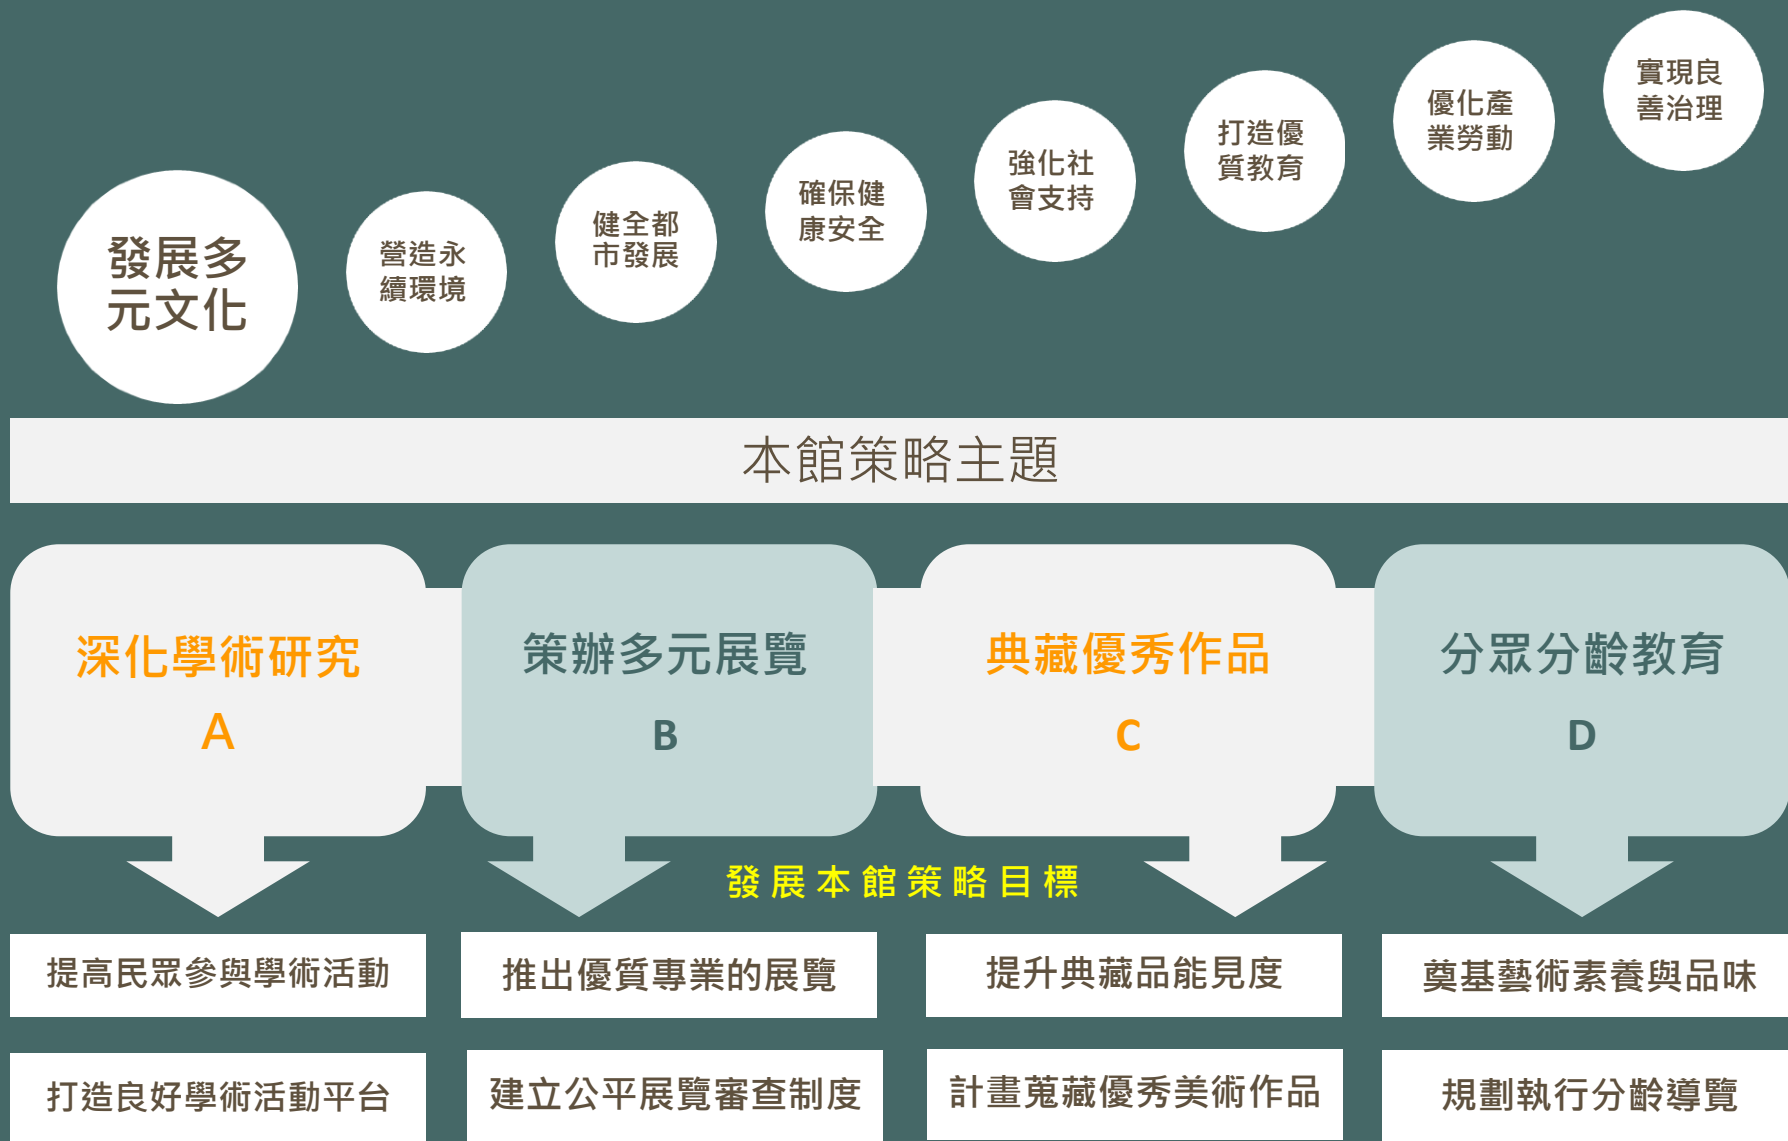 發展多
元文化
營造永
續環境
健全都
市發展
確保健
康安全
強化社
會支持
打造優
質教育
優化產
業勞動
實現良
善治理
本館策略主題
深化學術研究
A
策辦多元展覽
B
典藏優秀作品
C
分眾分齡教育
D
發展本館策略目標
提高民眾參與學術活動
推出優質專業的展覽
提升典藏品能見度
奠基藝術素養與品味
打造良好學術活動平台
建立公平展覽審查制度
計畫蒐藏優秀美術作品
規劃執行分齡導覽